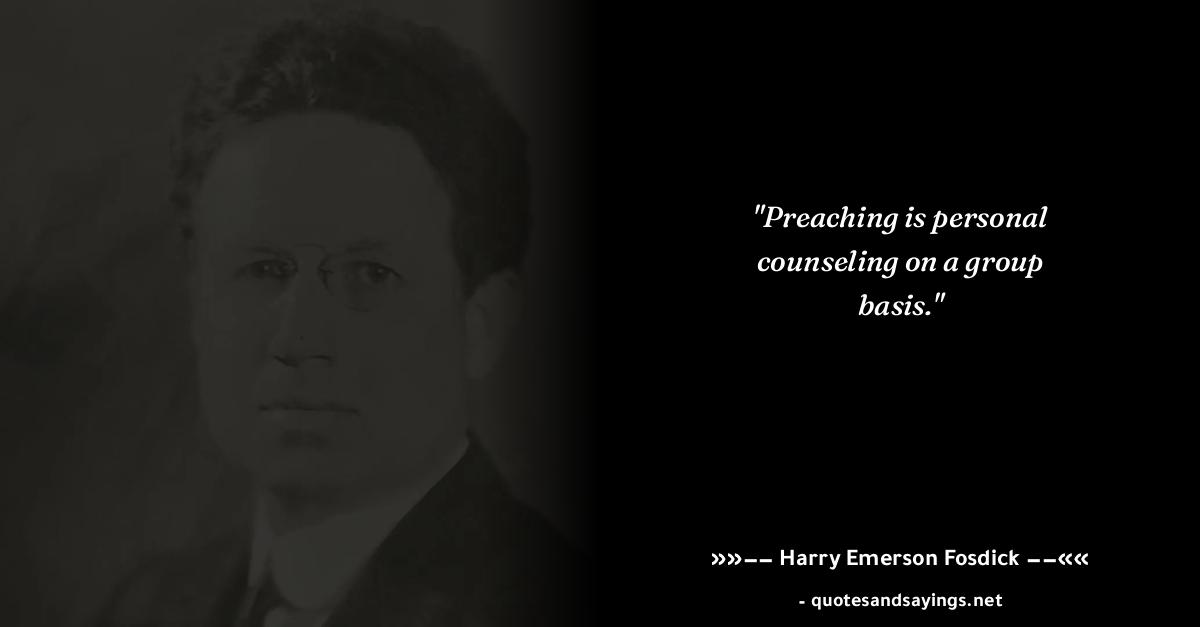 "Preaching is personal
counseling on a group
basis."
»»–– Harry Emerson Fosdick ––««
- quotesandsayings.net